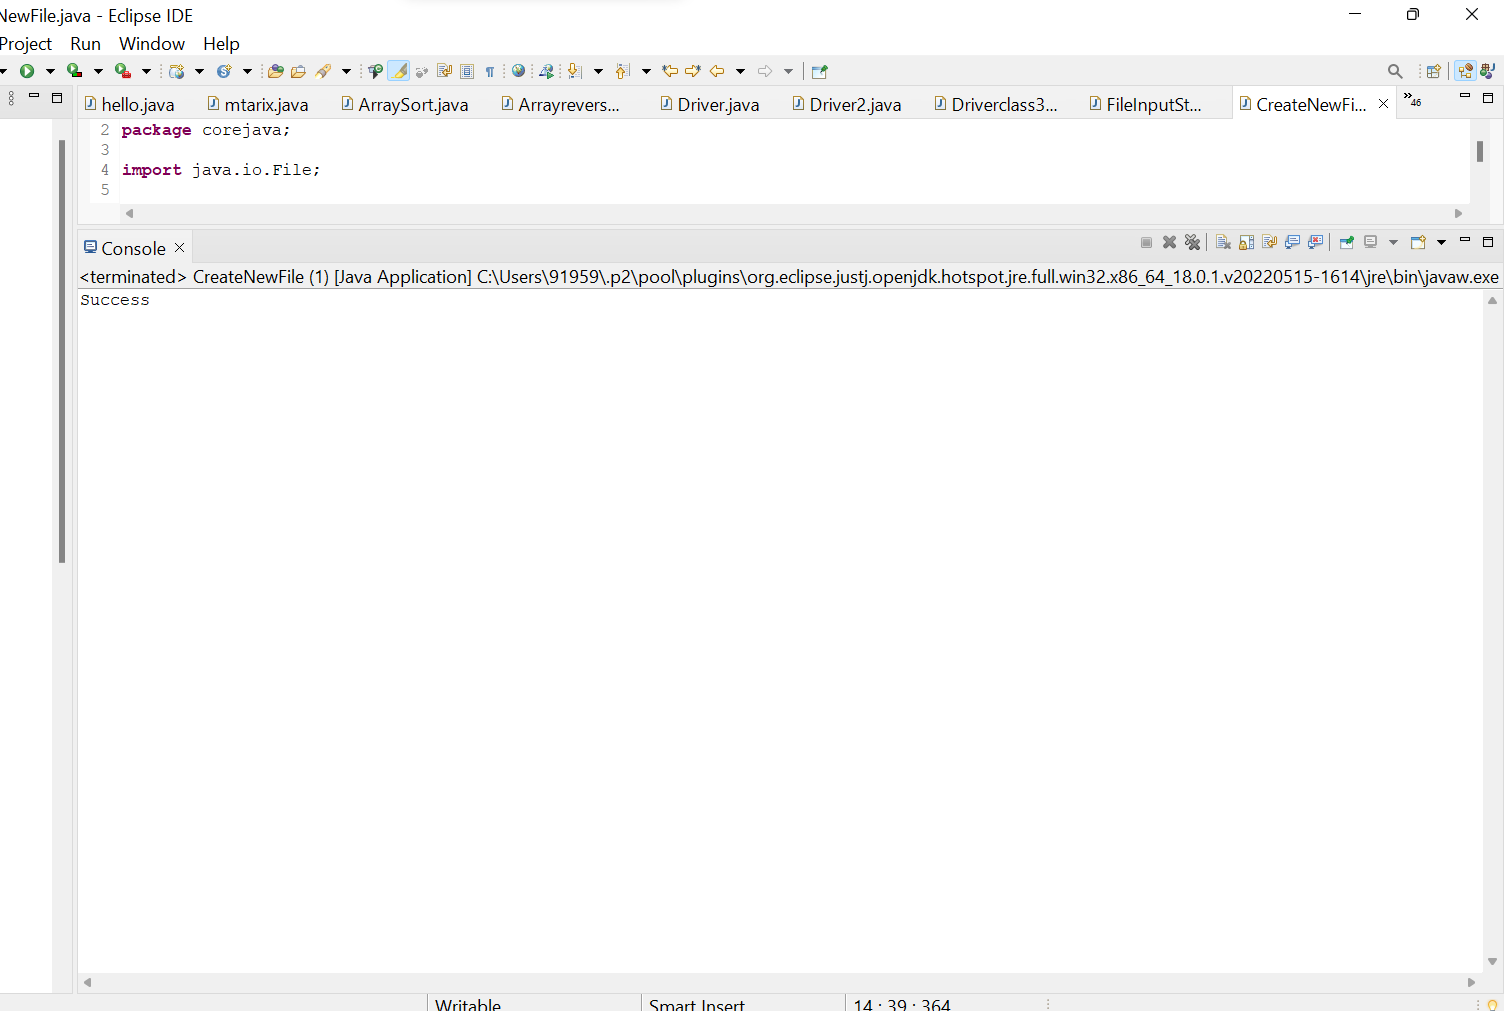 NewFile.java - Eclipse IDE
Project Run Window Help
hello.java mtarix.java ArraySort.java Arrayrevers... Driver.java Driver2.java Driverclass3... FileInputSt... CreateNewFi... »46
2 package corejava;
3
4 import java.io.File;
5
Console
<terminated> CreateNewFile (1) [Java Application] C:\Users\91959\.p2\pool\plugins\org.eclipse.justj.openjdk.hotspot.jre.full.win32.x86_64_18.0.1.v20220515-1614\jre\bin\javaw.exe
Success
Writable Smart Insert 14 : 39 : 364